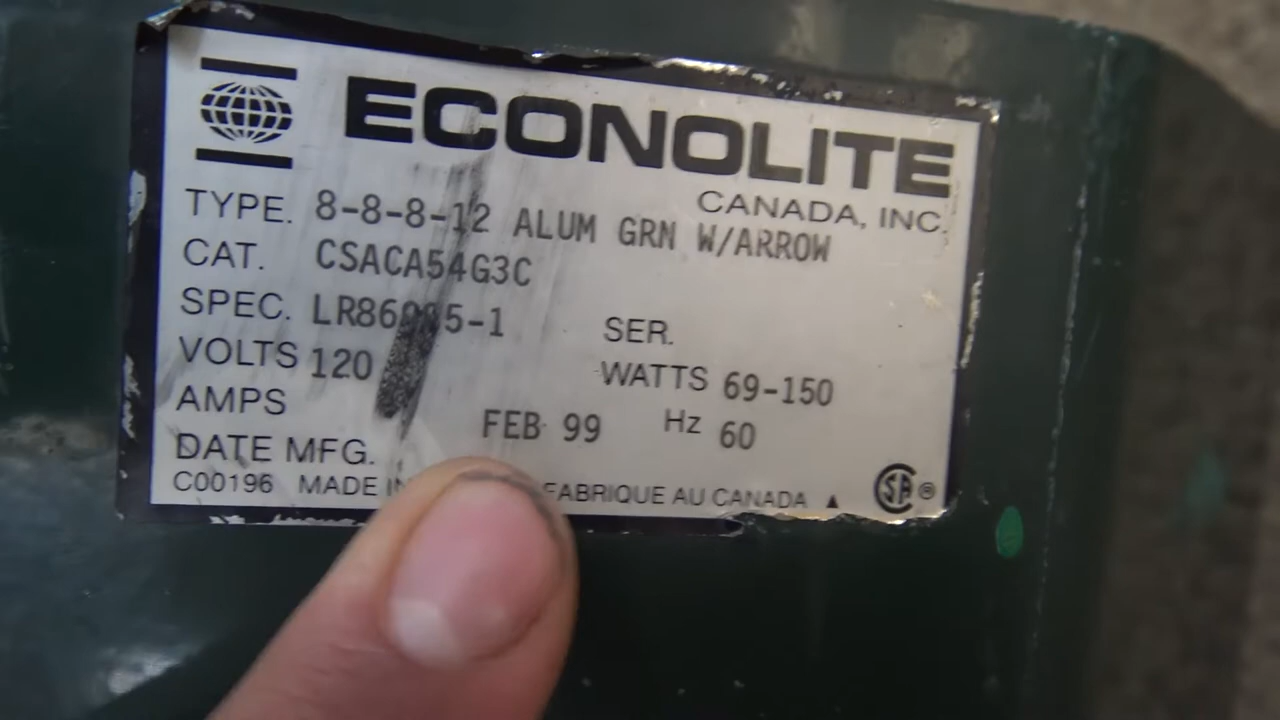 ECONOLITE
CANADA, INC.
TYPE. 8-8-8-12 ALUM GRN W/ARROW
CAT. CSACA54G3C
SPEC. SER.
VOLTS 120 WATTS 69-150
AMPS Hz 60
DATE MFG. FEB 99
C00196 MADE FABRIQUE AU CANADA
SA ®